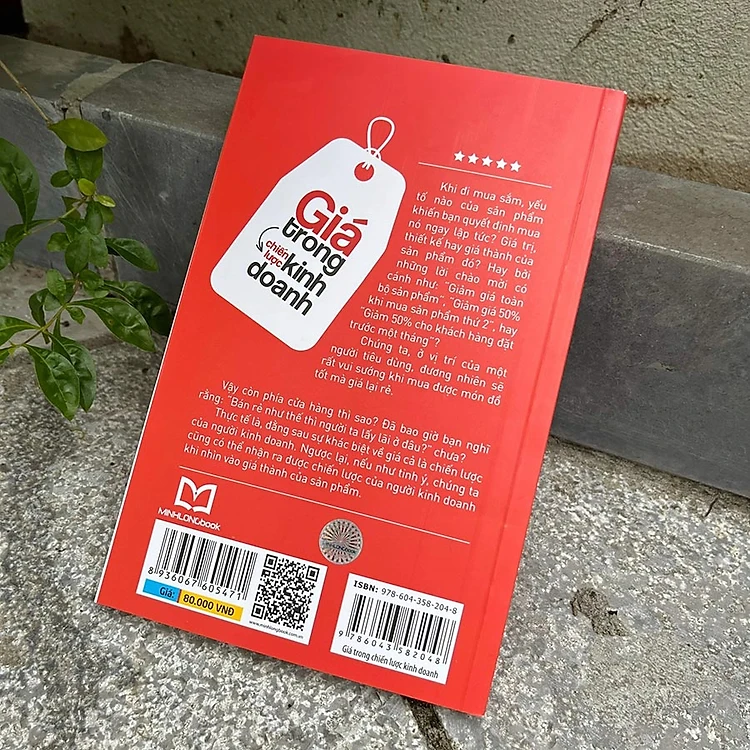 Giá
trong
chiến
lược
kinh
doanh
Khi đi mua sắm, yếu
tố nào của sản phẩm
khiến bạn quyết định mua
nó ngay lập tức? Giá trị,
thiết kế hay giá thành của
sản phẩm đó? Hay bởi
những lời chào mời có
cánh như: "Giảm giá toàn
bộ sản phẩm", "Giảm giá 50%
khi mua sản phẩm thứ 2", hay
"Giảm 50% cho khách hàng đặt
trước một tháng"?
Chúng ta, ở vị trí của một
người tiêu dùng, đương nhiên sẽ
rất vui sướng khi mua được món đồ
tốt mà giá lại rẻ.
Vậy còn phía cửa hàng thì sao? Đã bao giờ bạn nghĩ
rằng: "Bán rẻ như thế thì người ta lấy lãi ở đâu?" chưa?
Thực tế là, đằng sau sự khác biệt về giá cả là chiến lược
của người kinh doanh. Ngược lại, nếu như tinh ý, chúng ta
cũng có thể nhận ra được chiến lược của người kinh doanh
khi nhìn vào giá thành của sản phẩm.
MINHLONGbook
8 936067 605471
Giá: 80.000 VNĐ
www.minhlongbook.com.vn
ISBN: 978-604-358-204-8
9 786043 582048
Giá trong chiến lược kinh doanh